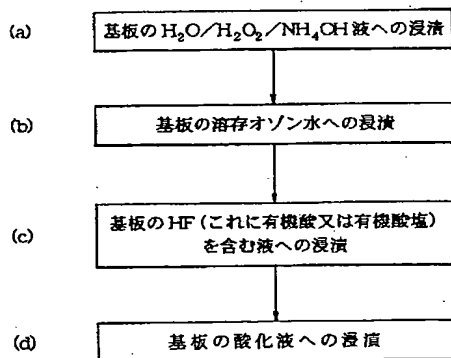 (a)
基板のH₂O/H₂O₂/NH₄OH液への浸漬
(b)
基板の溶存オゾン水への浸漬
(c)
基板のHF(これに有機酸又は有機酸塩)
を含む液への浸漬
(d)
基板の酸化液への浸漬